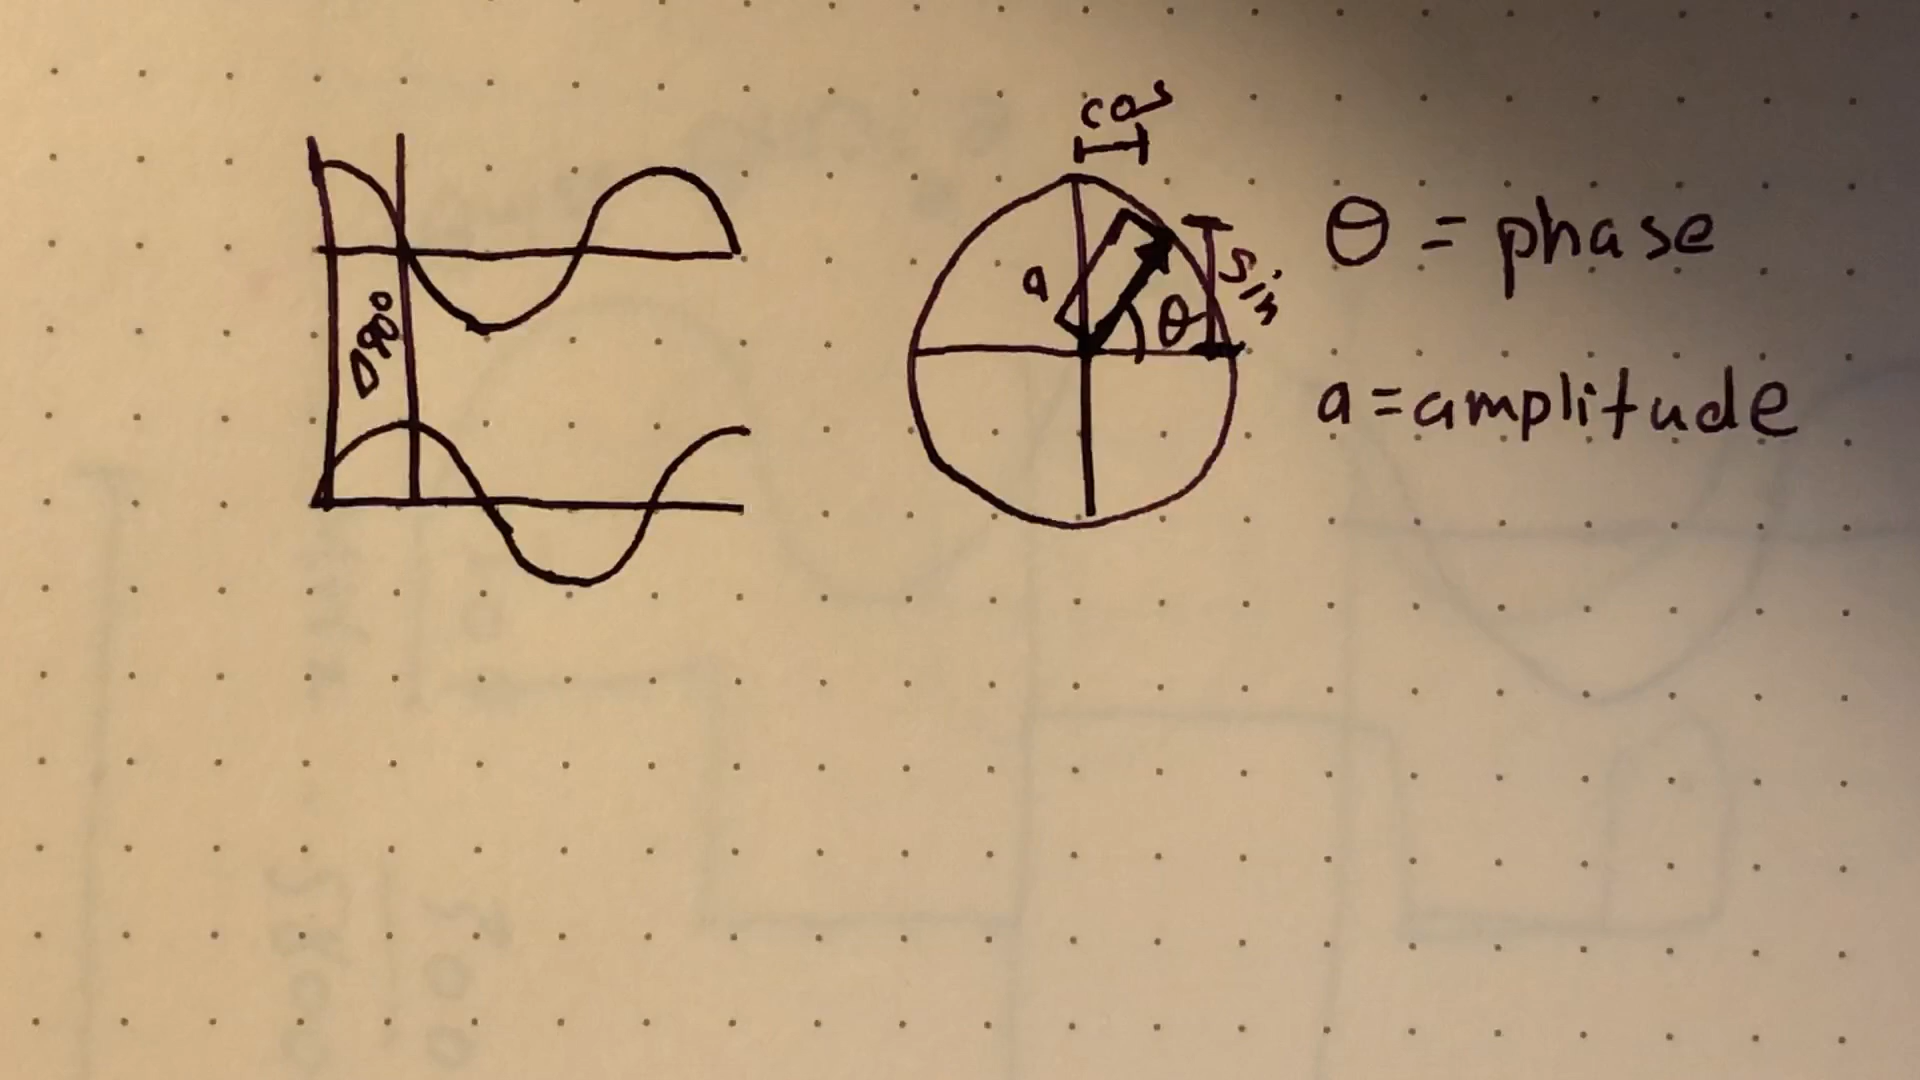 cos
θ = phase
sin
a
θ
Δ90°
a = amplitude